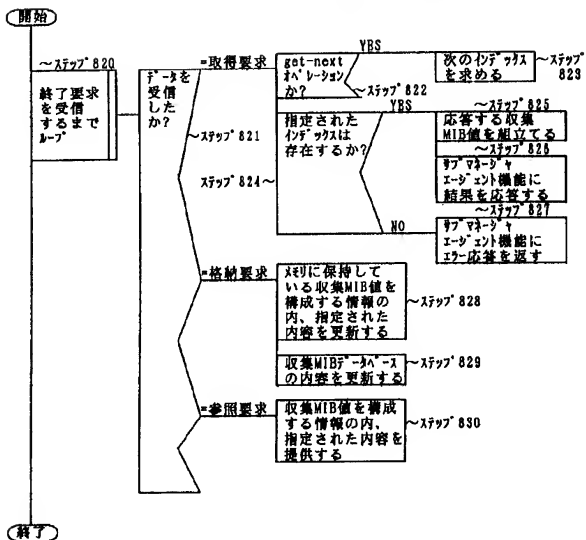 開始
～ステップ820
終了要求
を受信
するまで
ループ
データを
受信
したか?
～ステップ821
=取得要求
get-next
オペレーション
か?
YES
～ステップ822
次のインデックス
を求める
～ステップ
823
指定された
インデックスは
存在するか?
ステップ824～
YES
～ステップ825
応答する収集
MIB値を組立てる
～ステップ826
サブマネージャ
エージェント機能に
結果を応答する
～ステップ827
NO
サブマネージャ
エージェント機能に
エラー応答を返す
=格納要求
メモリに保持して
いる収集MIB値を
構成する情報の
内、指定された
内容を更新する
～ステップ828
収集MIBデータベース
の内容を更新する
～ステップ829
=参照要求
収集MIB値を構成
する情報の内、
指定された内容を
提供する
～ステップ830
終了